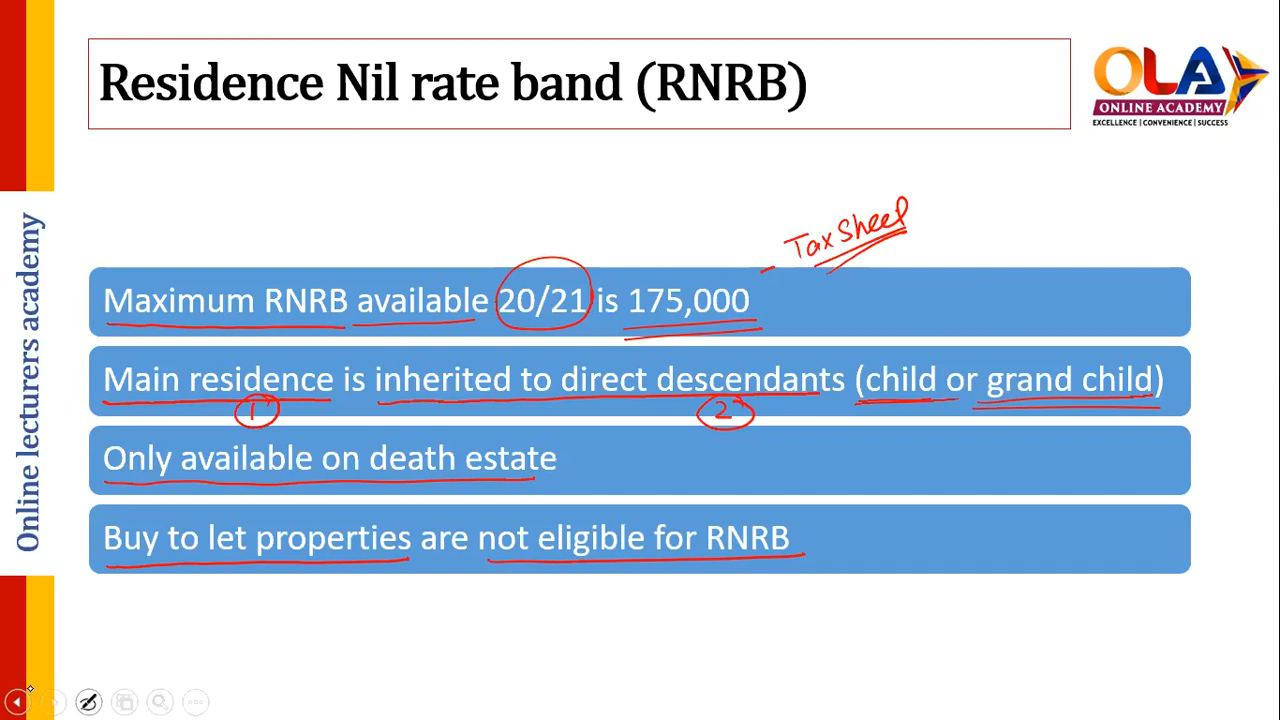 Residence Nil rate band (RNRB)
OLA
ONLINE ACADEMY
EXCELLENCE | CONVENIENCE | SUCCESS
Online lecturers academy
- Tax Sheet
Maximum RNRB available 20/21 is 175,000
Main residence is inherited to direct descendants (child or grand child)
1
2
Only available on death estate
Buy to let properties are not eligible for RNRB